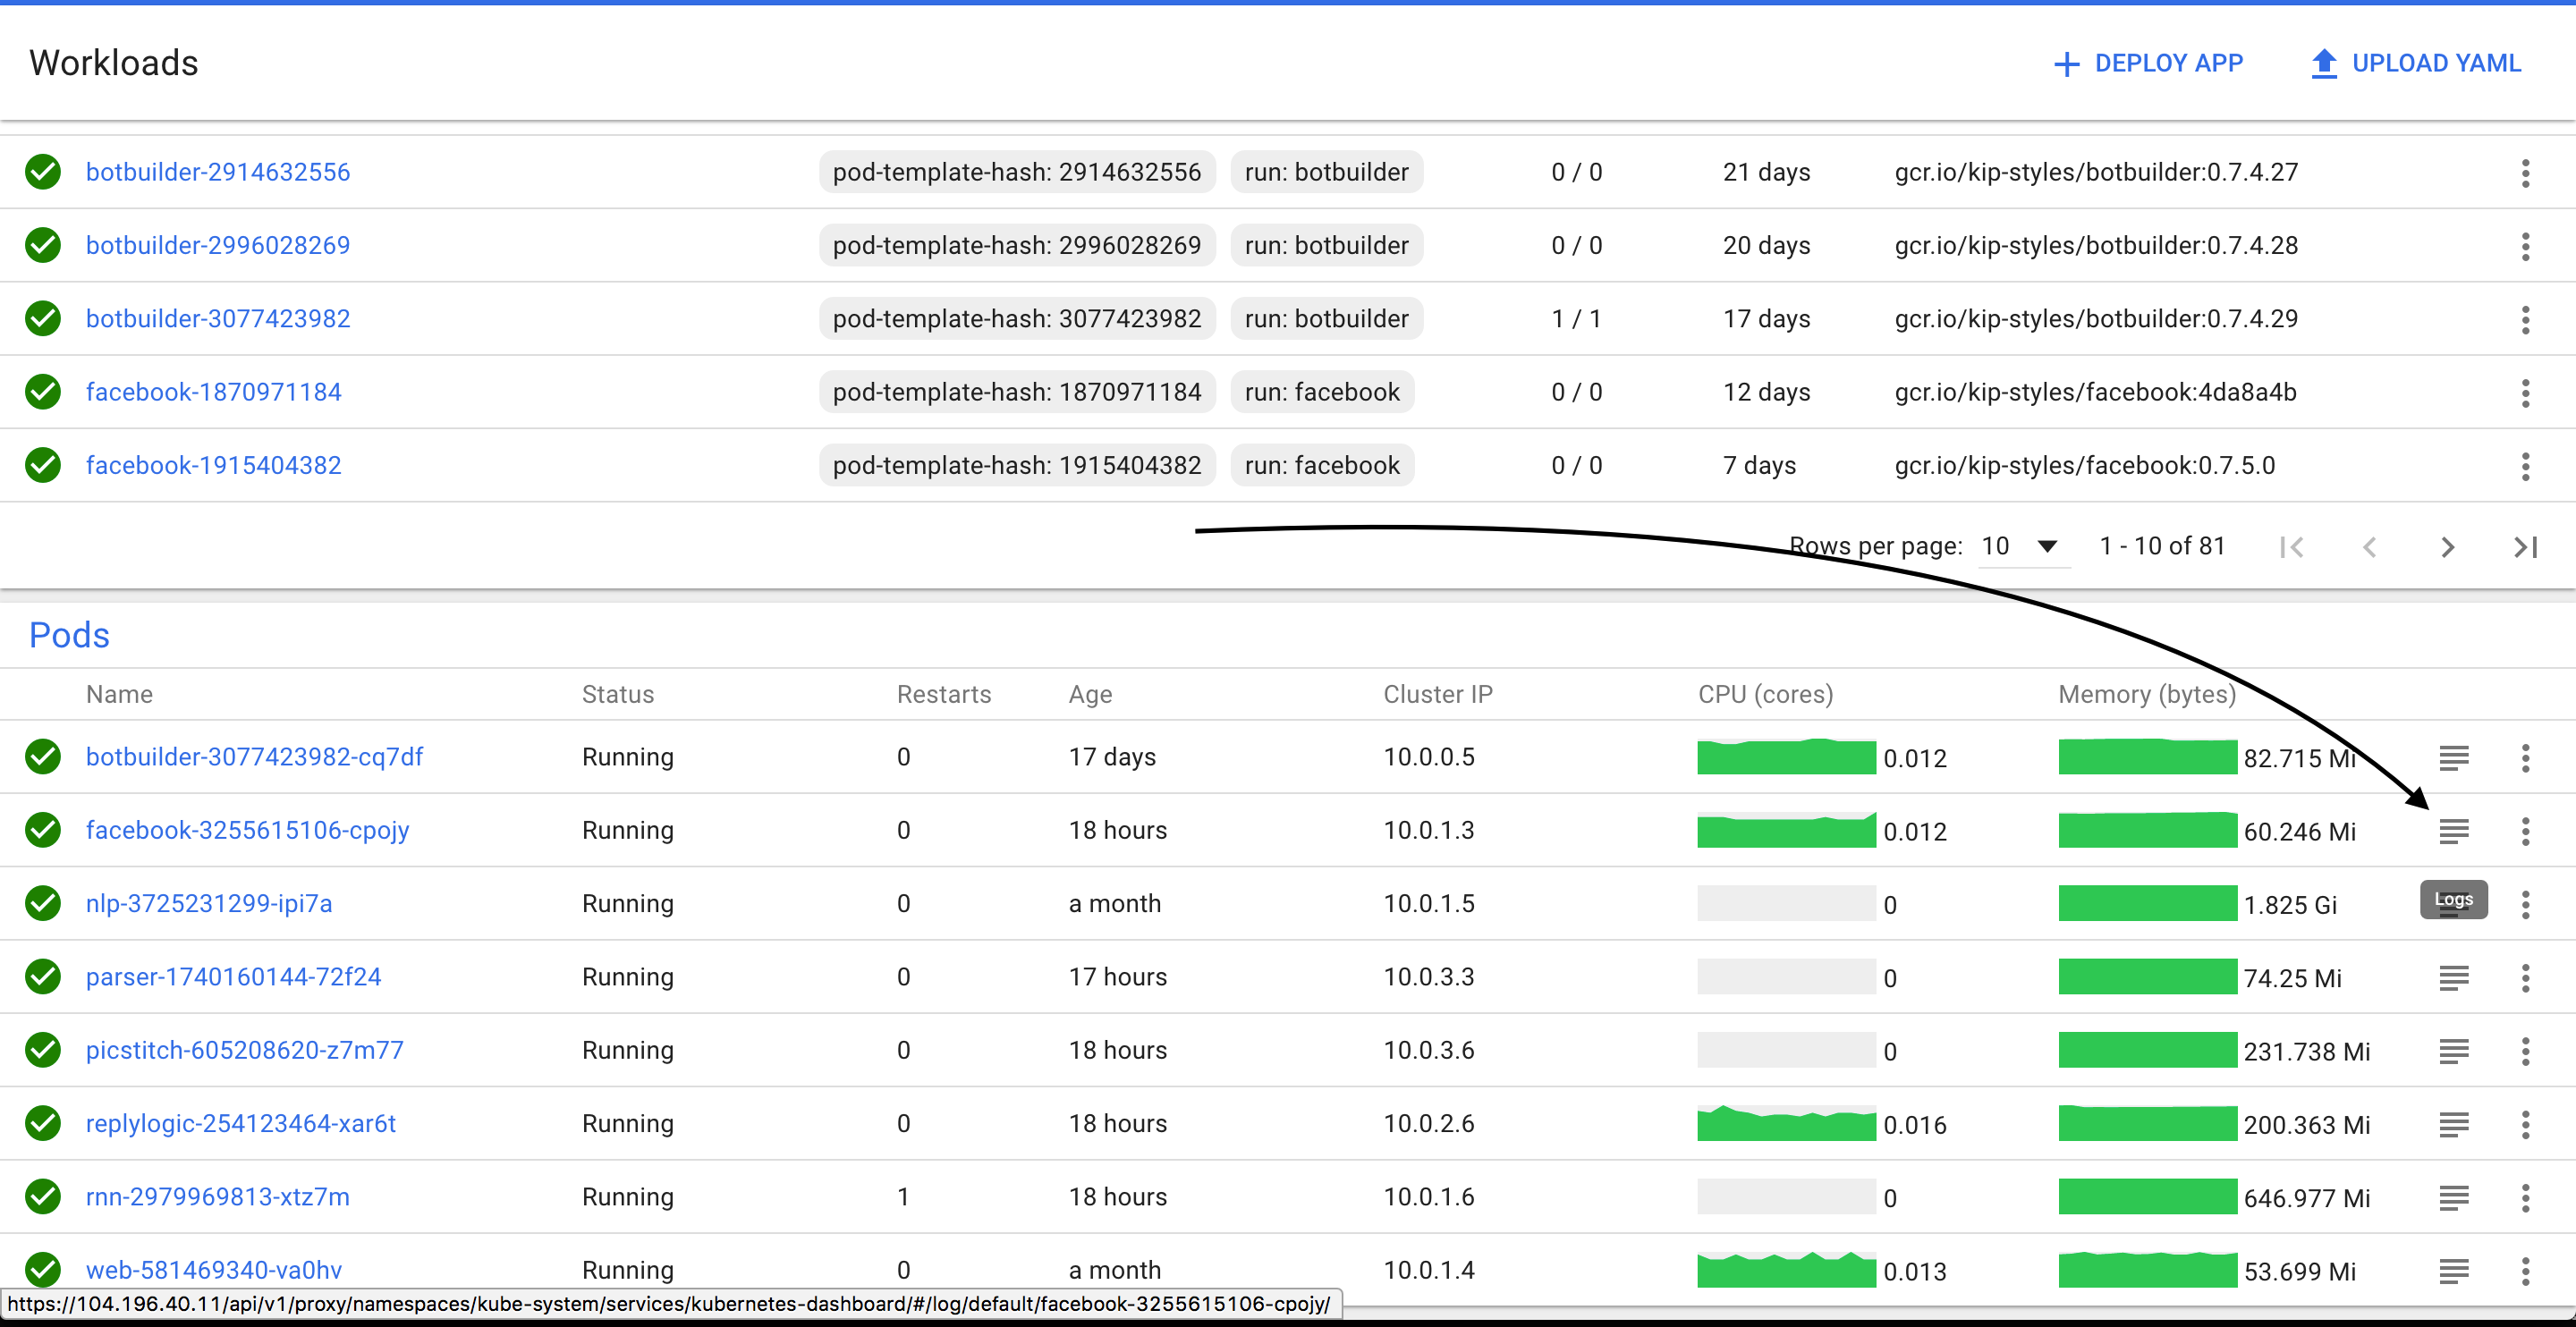 Workloads
DEPLOY APP UPLOAD YAML
botbuilder-2914632556 pod-template-hash: 2914632556 run: botbuilder 0 / 0 21 days gcr.io/kip-styles/botbuilder:0.7.4.27
botbuilder-2996028269 pod-template-hash: 2996028269 run: botbuilder 0 / 0 20 days gcr.io/kip-styles/botbuilder:0.7.4.28
botbuilder-3077423982 pod-template-hash: 3077423982 run: botbuilder 1 / 1 17 days gcr.io/kip-styles/botbuilder:0.7.4.29
facebook-1870971184 pod-template-hash: 1870971184 run: facebook 0 / 0 12 days gcr.io/kip-styles/facebook:4da8a4b
facebook-1915404382 pod-template-hash: 1915404382 run: facebook 0 / 0 7 days gcr.io/kip-styles/facebook:0.7.5.0
Rows per page: 10 1 - 10 of 81
Pods
Name Status Restarts Age Cluster IP CPU (cores) Memory (bytes)
botbuilder-3077423982-cq7df Running 0 17 days 10.0.0.5 0.012 82.715 Mi
facebook-3255615106-cpojy Running 0 18 hours 10.0.1.3 0.012 60.246 Mi
nlp-3725231299-ipi7a Running 0 a month 10.0.1.5 0 1.825 Gi Logs
parser-1740160144-72f24 Running 0 17 hours 10.0.3.3 0 74.25 Mi
picstitch-605208620-z7m77 Running 0 18 hours 10.0.3.6 0 231.738 Mi
replylogic-254123464-xar6t Running 0 18 hours 10.0.2.6 0.016 200.363 Mi
rnn-2979969813-xtz7m Running 1 18 hours 10.0.1.6 0 646.977 Mi
web-581469340-va0hv Running 0 a month 10.0.1.4 0.013 53.699 Mi
https://104.196.40.11/api/v1/proxy/namespaces/kube-system/services/kubernetes-dashboard/#/log/default/facebook-3255615106-cpojy/